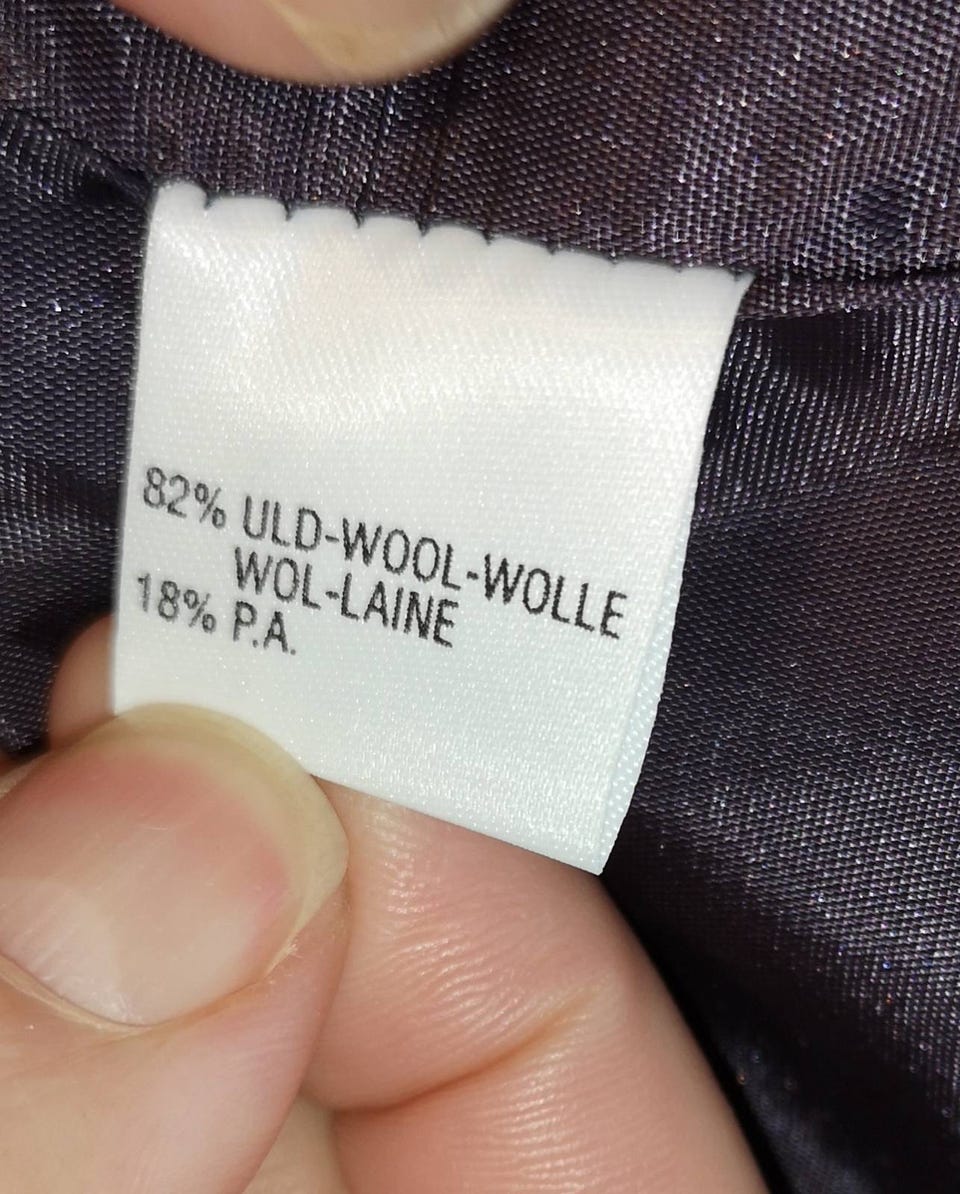 82% ULD-WOOL-WOLLE
WOL-LAINE
18% P.A.